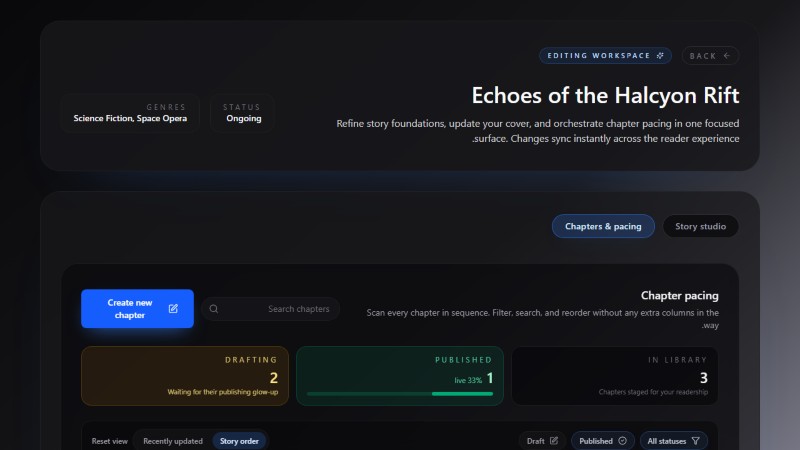 EDITING WORKSPACE
BACK
Echoes of the Halcyon Rift
Refine story foundations, update your cover, and orchestrate chapter pacing in one focused
.surface. Changes sync instantly across the reader experience
STATUS
Ongoing
GENRES
Science Fiction, Space Opera
Story studio
Chapters & pacing
Chapter pacing
Scan every chapter in sequence. Filter, search, and reorder without any extra columns in the
.way
Search chapters
Create new
chapter
IN LIBRARY
3
Chapters staged for your readership
PUBLISHED
live 33% 1
DRAFTING
2
Waiting for their publishing glow-up
All statuses
Published
Draft
Story order
Recently updated
Reset view